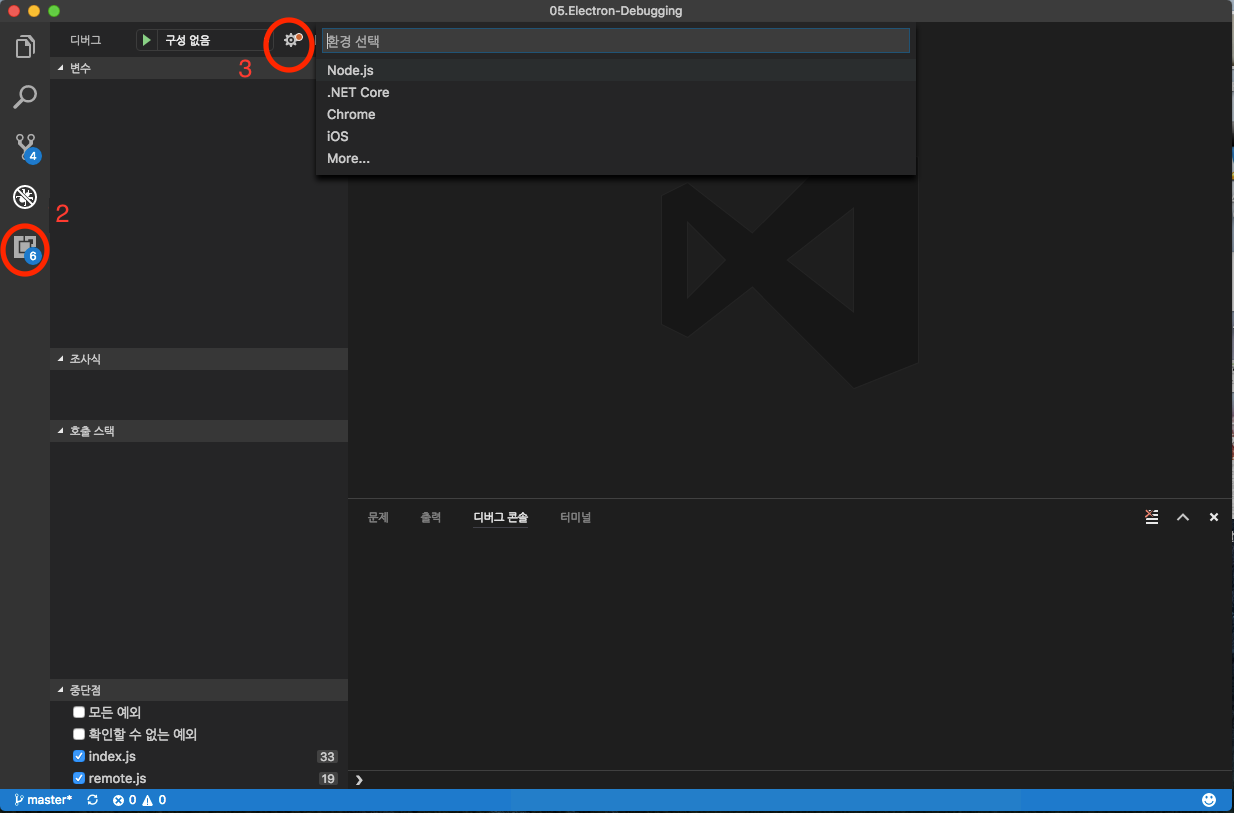 05.Electron-Debugging
디버그
구성 없음
환경 선택
3
변수
Node.js
.NET Core
Chrome
iOS
More...
4
2
6
조사식
호출 스택
문제
출력
디버그 콘솔
터미널
중단점
모든 예외
확인할 수 없는 예외
index.js 33
remote.js 19
master* 0 0